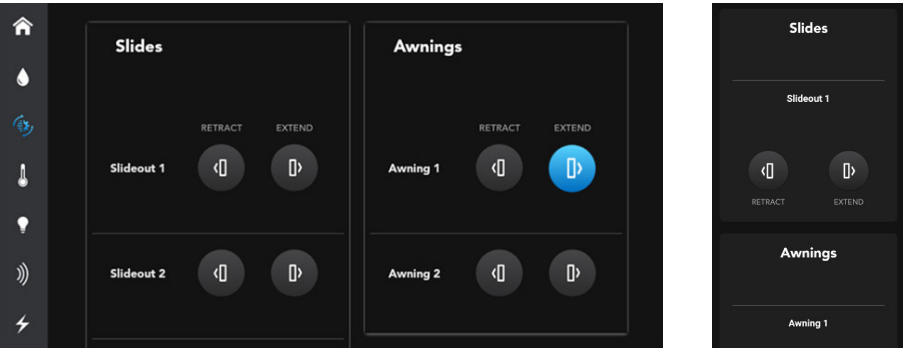 Slides
RETRACT EXTEND
Slideout 1
Slideout 2
Awnings
RETRACT EXTEND
Awning 1
Awning 2
Slides
Slideout 1
RETRACT EXTEND
Awnings
Awning 1